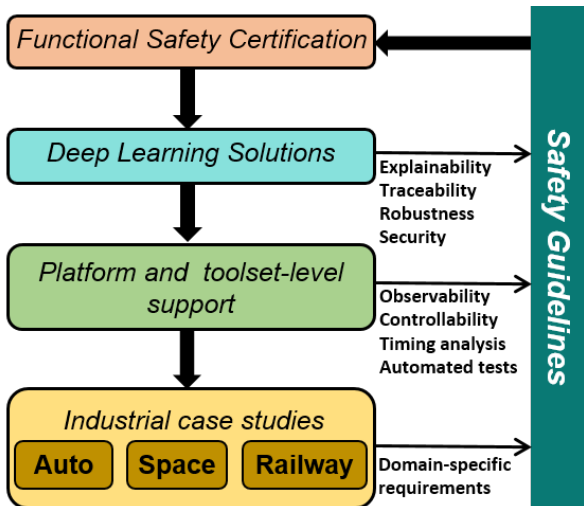 Functional Safety Certification
Deep Learning Solutions
Explainability
Traceability
Robustness
Security
Platform and toolset-level
support
Observability
Controllability
Timing analysis
Automated tests
Industrial case studies
Auto Space Railway
Domain-specific
requirements
Safety Guidelines